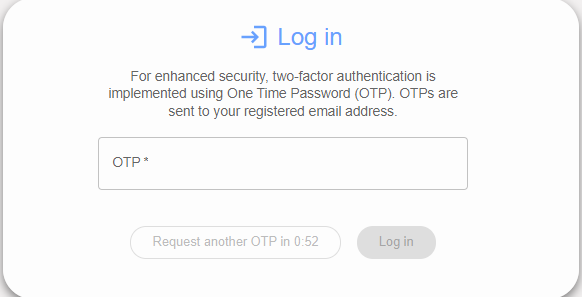 Log in
For enhanced security, two-factor authentication is
implemented using One Time Password (OTP). OTPs are
sent to your registered email address.
OTP *
Request another OTP in 0:52
Log in